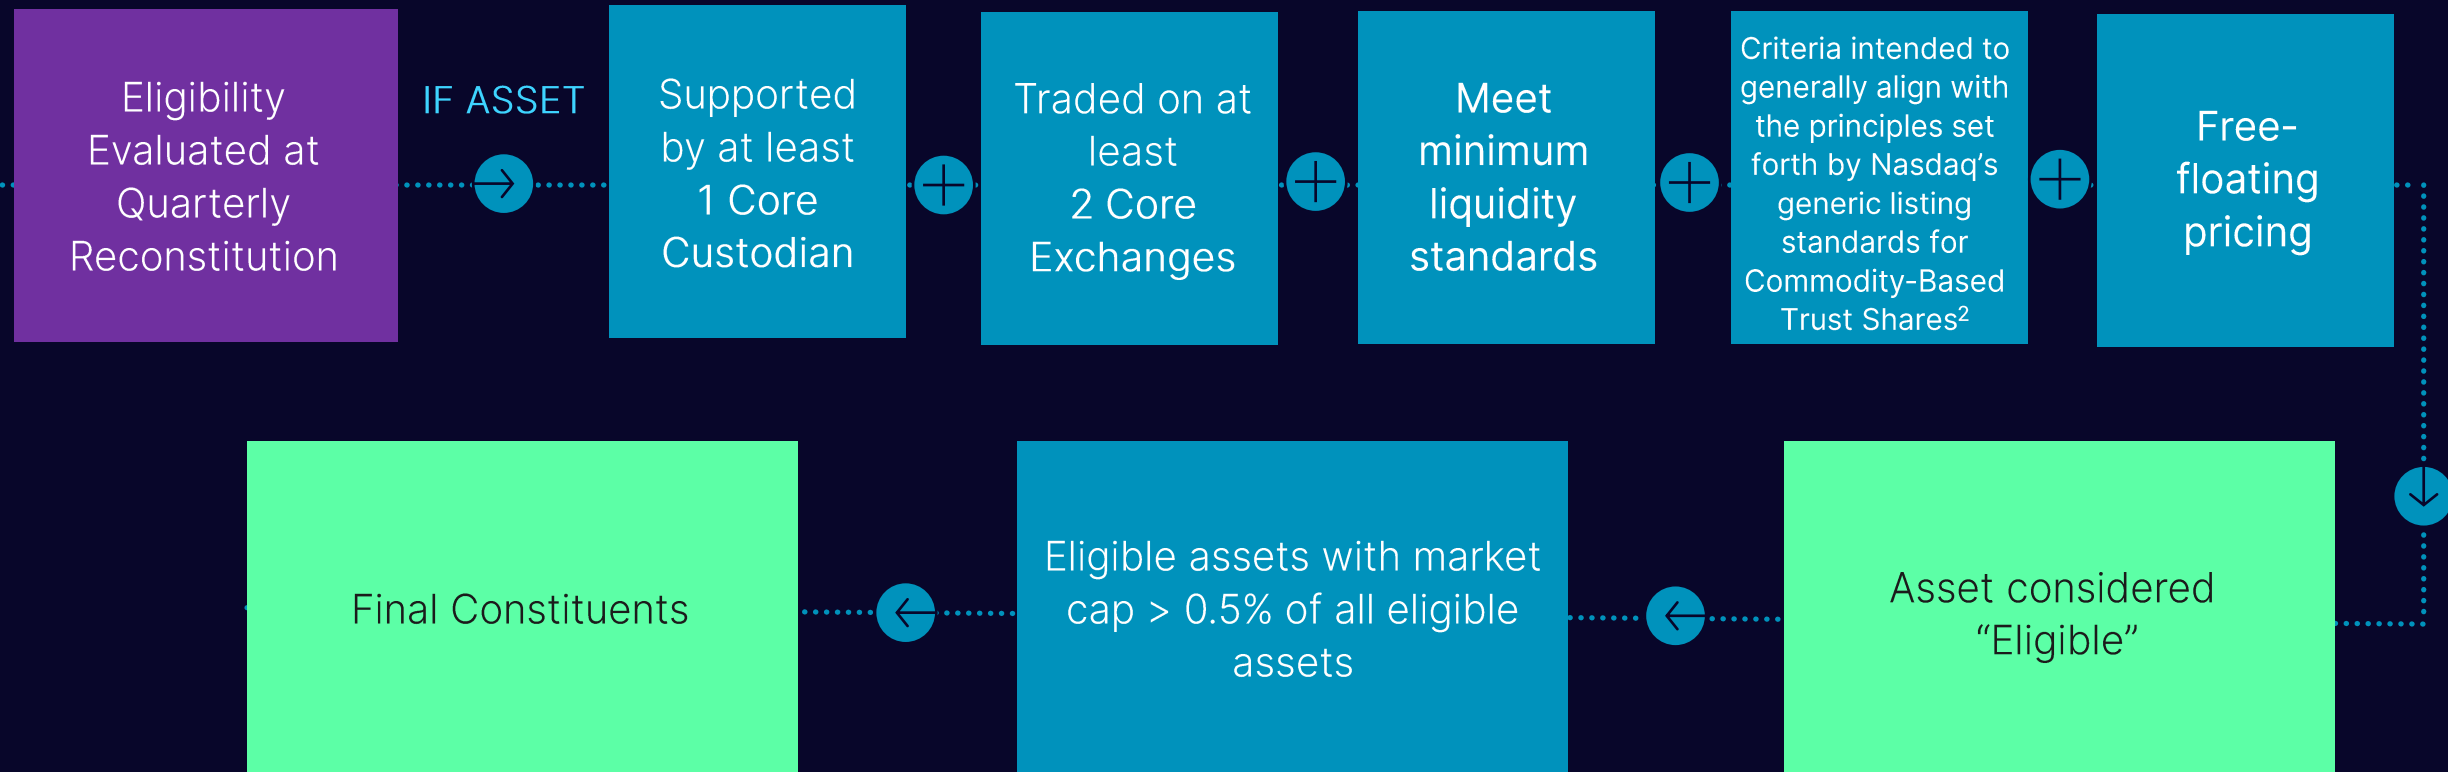 Eligibility
Evaluated at
Quarterly
Reconstitution
IF ASSET
Supported
by at least
1 Core
Custodian
Traded on at
least
2 Core
Exchanges
Meet
minimum
liquidity
standards
Criteria intended to
generally align with
the principles set
forth by Nasdaq’s
generic listing
standards for
Commodity-Based
Trust Shares²
Free-
floating
pricing
Asset considered
“Eligible”
Eligible assets with market
cap > 0.5% of all eligible
assets
Final Constituents